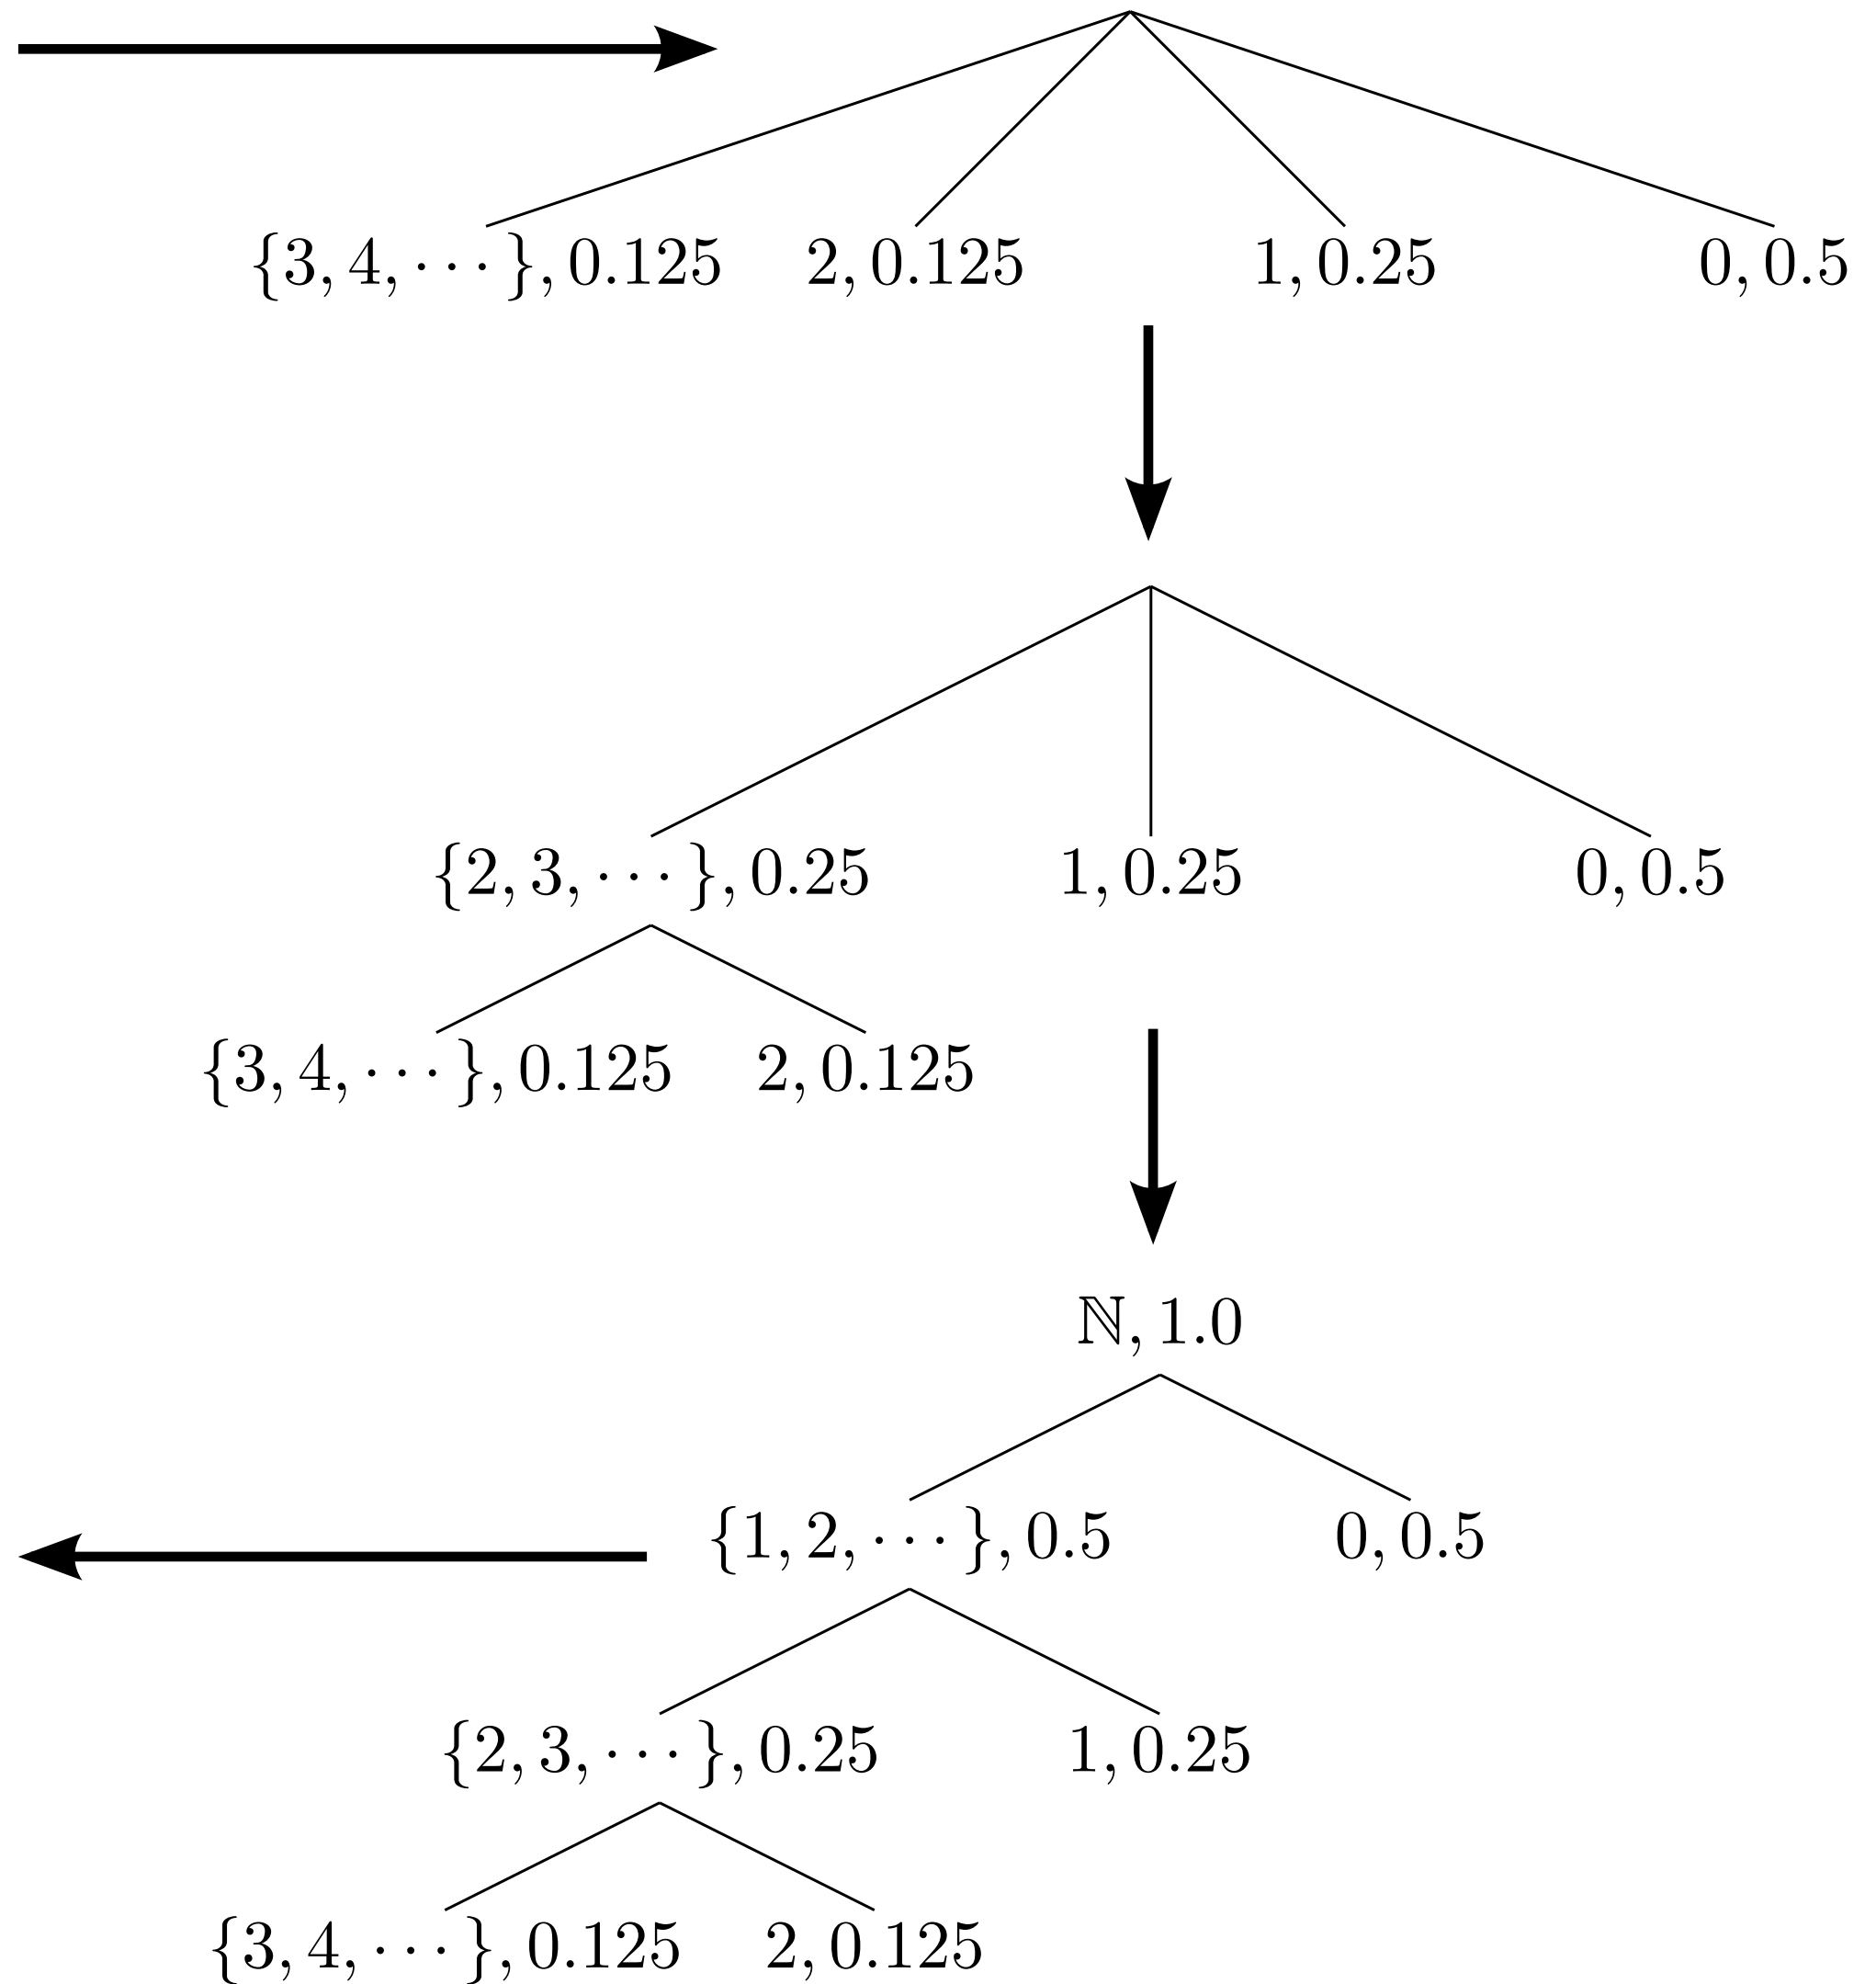 {3, 4, ···}, 0.125 2, 0.125 1, 0.25 0, 0.5
{2, 3, ···}, 0.25 1, 0.25 0, 0.5
{3, 4, ···}, 0.125 2, 0.125
ℕ, 1.0
{1, 2, ···}, 0.5 0, 0.5
{2, 3, ···}, 0.25 1, 0.25
{3, 4, ···}, 0.125 2, 0.125